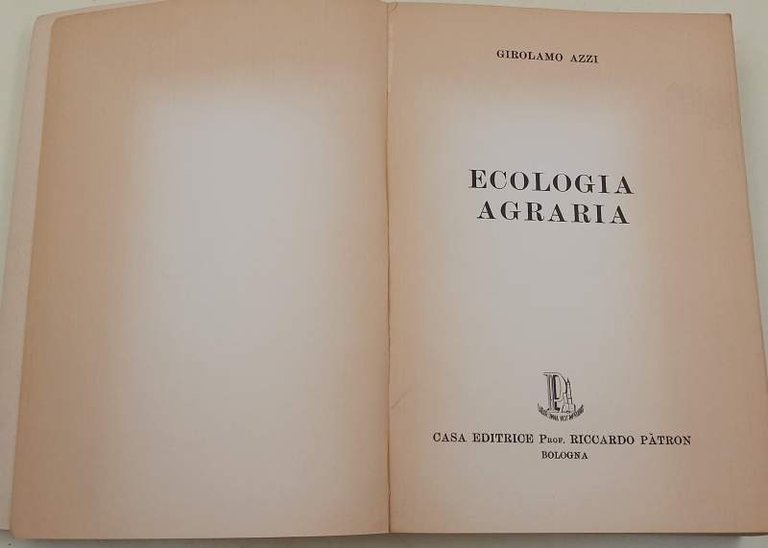 GIROLAMO AZZI
ECOLOGIA
AGRARIA
CASA EDITRICE PROF. RICCARDO PÀTRON
BOLOGNA